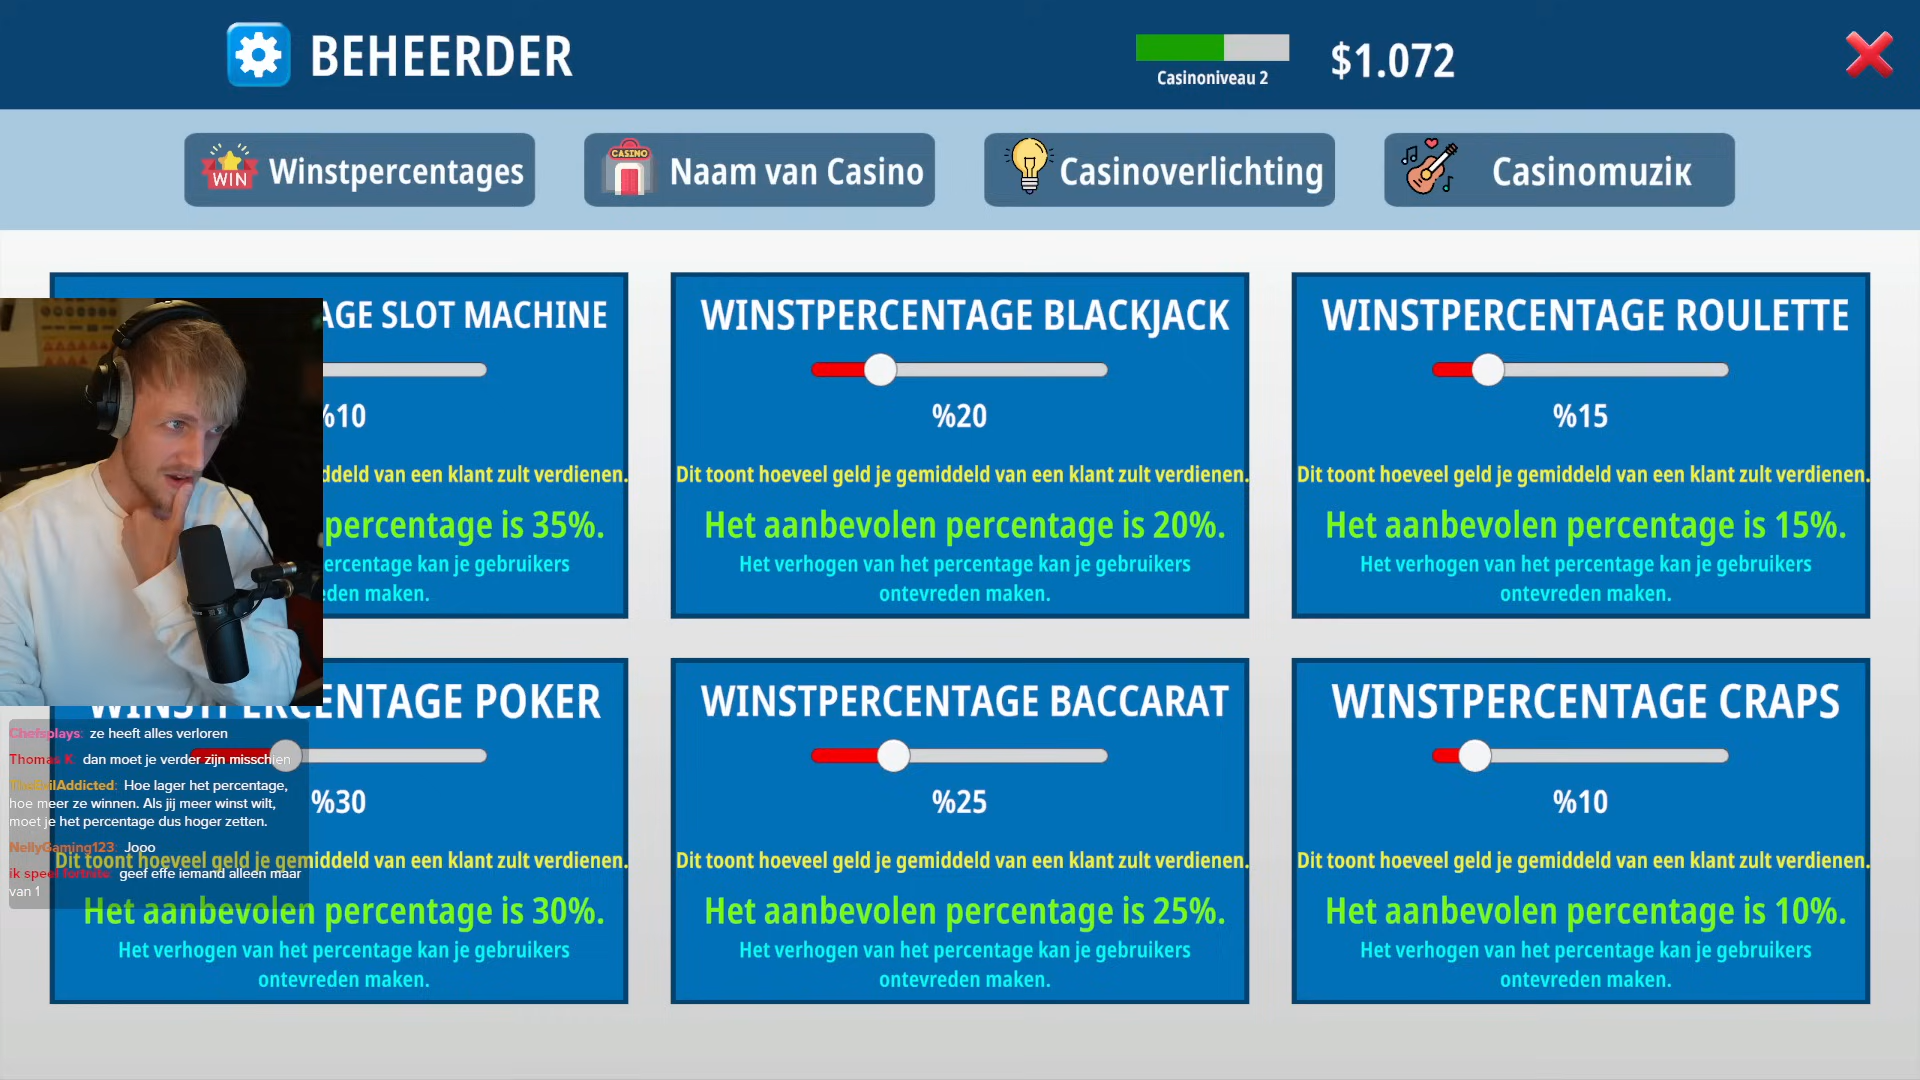 BEHEERDER
Casinoniveau 2
$1.072
WIN
Winstpercentages
CASINO
Naam van Casino
Casinoverlichting
Casinomuzik
AGE SLOT MACHINE
%10
ddeld van een klant zult verdienen.
percentage is 35%.
ercentage kan je gebruikers
den maken.
WINSTPERCENTAGE BLACKJACK
%20
Dit toont hoeveel geld je gemiddeld van een klant zult verdienen.
Het aanbevolen percentage is 20%.
Het verhogen van het percentage kan je gebruikers
ontevreden maken.
WINSTPERCENTAGE ROULETTE
%15
Dit toont hoeveel geld je gemiddeld van een klant zult verdienen.
Het aanbevolen percentage is 15%.
Het verhogen van het percentage kan je gebruikers
ontevreden maken.
WINSTPERCENTAGE POKER
%30
Dit toont hoeveel geld je gemiddeld van een klant zult verdienen.
Het aanbevolen percentage is 30%.
Het verhogen van het percentage kan je gebruikers
ontevreden maken.
WINSTPERCENTAGE BACCARAT
%25
Dit toont hoeveel geld je gemiddeld van een klant zult verdienen.
Het aanbevolen percentage is 25%.
Het verhogen van het percentage kan je gebruikers
ontevreden maken.
WINSTPERCENTAGE CRAPS
%10
Dit toont hoeveel geld je gemiddeld van een klant zult verdienen.
Het aanbevolen percentage is 10%.
Het verhogen van het percentage kan je gebruikers
ontevreden maken.
Chefsplays: ze heeft alles verloren
Thomas K: dan moet je verder zijn misschien
Hoe lager het percentage,
hoe meer ze winnen. Als jij meer winst wilt,
moet je het percentage dus hoger zetten.
NellyGaming123: Jooo
ik speel fortnite: geef effe iemand alleen maar
van 1